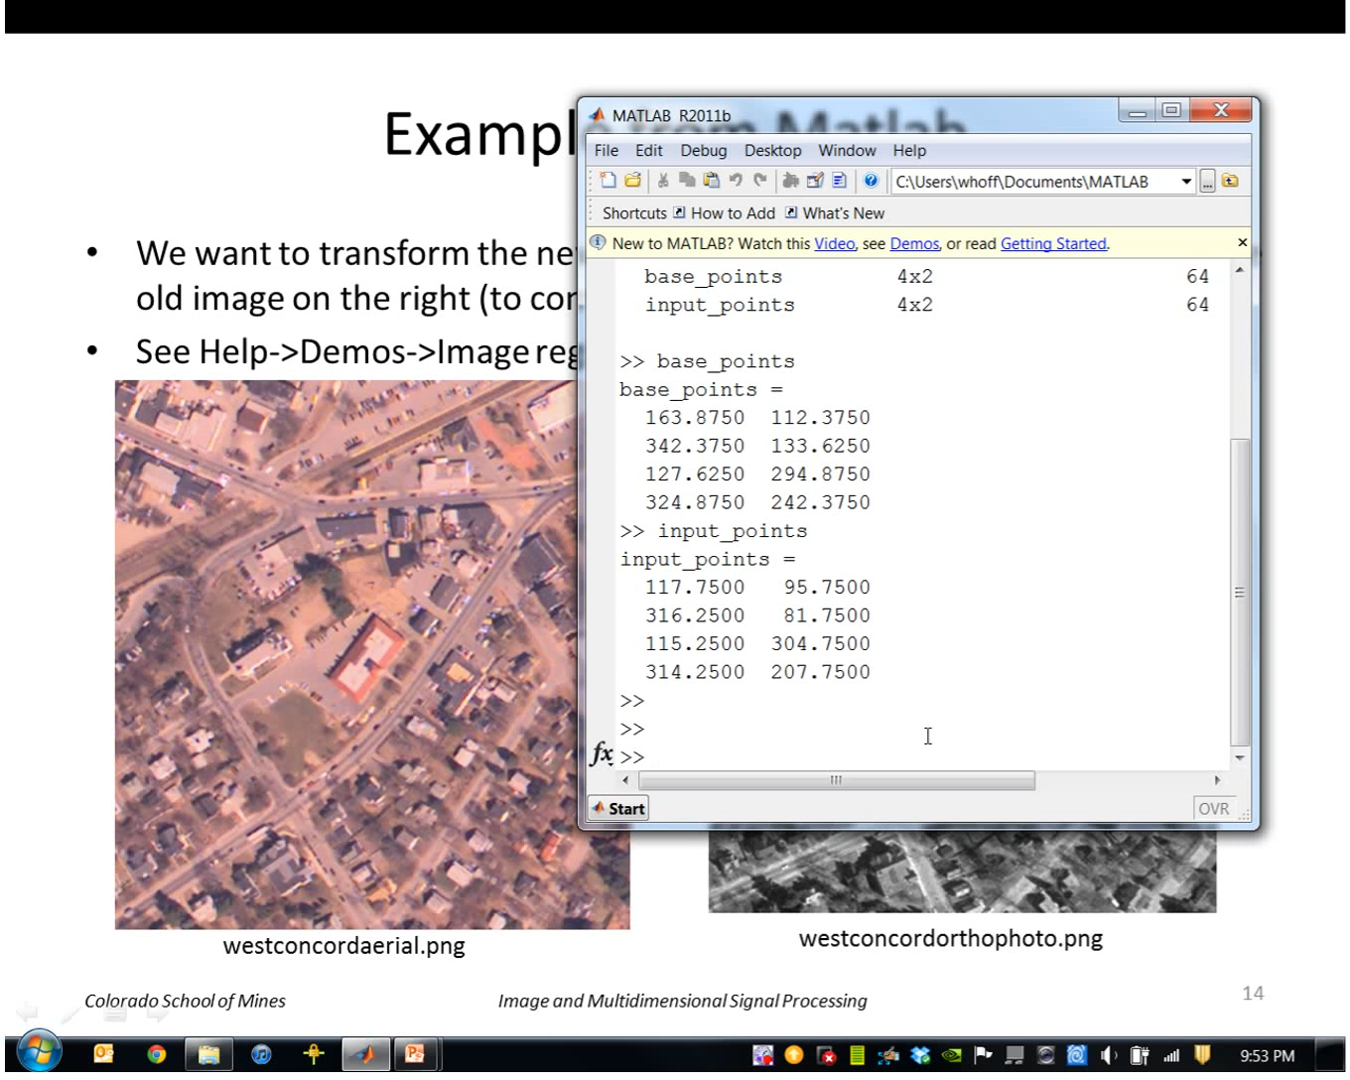 Example from Matlab
MATLAB R2011b
File Edit Debug Desktop Window Help
C:\Users\whoff\Documents\MATLAB
...
Shortcuts How to Add What's New
New to MATLAB? Watch this Video, see Demos, or read Getting Started.
• We want to transform the
old image on the right (to
• See Help->Demos->Image
base_points 4x2 64
input_points 4x2 64
>> base_points
base_points =
163.8750 112.3750
342.3750 133.6250
127.6250 294.8750
324.8750 242.3750
>> input_points
input_points =
117.7500 95.7500
316.2500 81.7500
115.2500 304.7500
314.2500 207.7500
>>
>>
fx >>
Start OVR
westconcordaerial.png
westconcordorthophoto.png
Colorado School of Mines Image and Multidimensional Signal Processing 14
9:53 PM